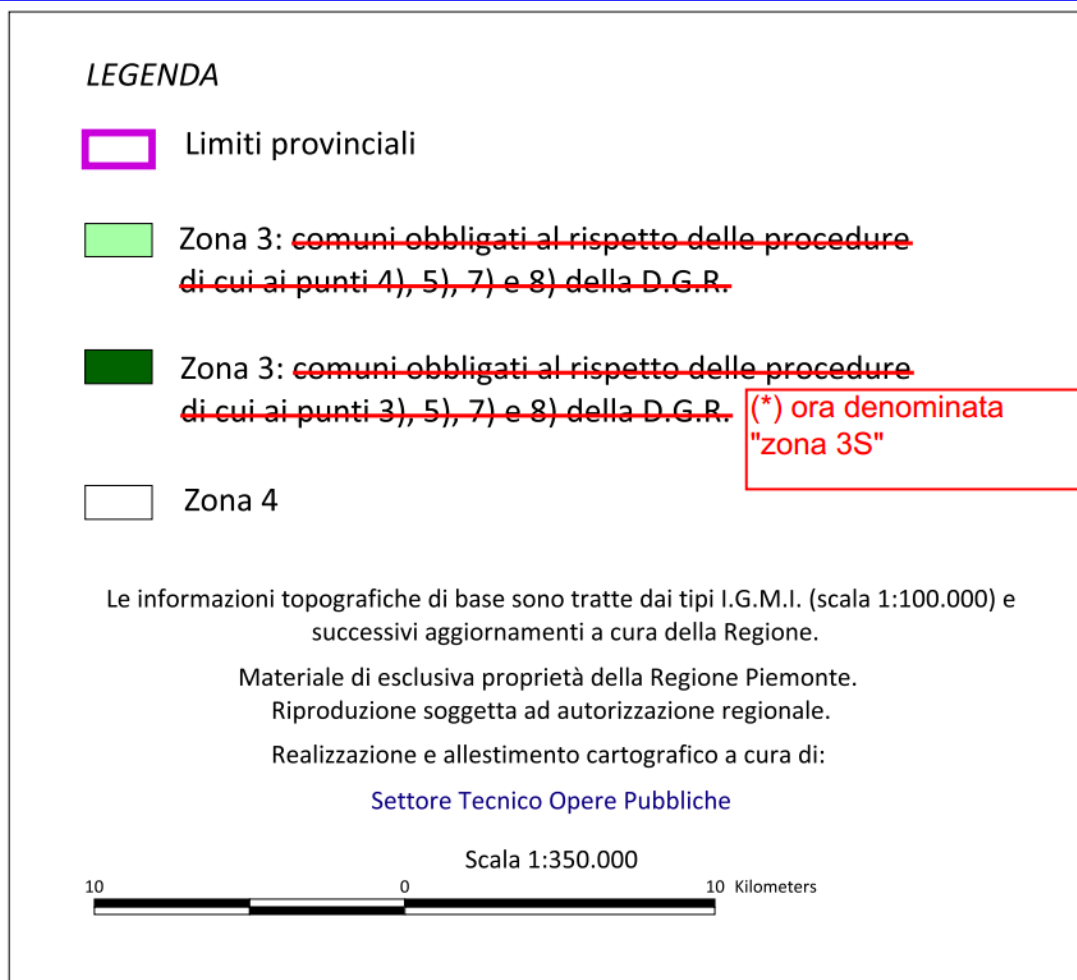 LEGENDA
Limiti provinciali
Zona 3: comuni obbligati al rispetto delle procedure
di cui ai punti 4), 5), 7) e 8) della D.G.R.
Zona 3: comuni obbligati al rispetto delle procedure
di cui ai punti 3), 5), 7) e 8) della D.G.R.
(*) ora denominata
"zona 3S"
Zona 4
Le informazioni topografiche di base sono tratte dai tipi I.G.M.I. (scala 1:100.000) e
successivi aggiornamenti a cura della Regione.
Materiale di esclusiva proprietà della Regione Piemonte.
Riproduzione soggetta ad autorizzazione regionale.
Realizzazione e allestimento cartografico a cura di:
Settore Tecnico Opere Pubbliche
Scala 1:350.000
10 0 10 Kilometers